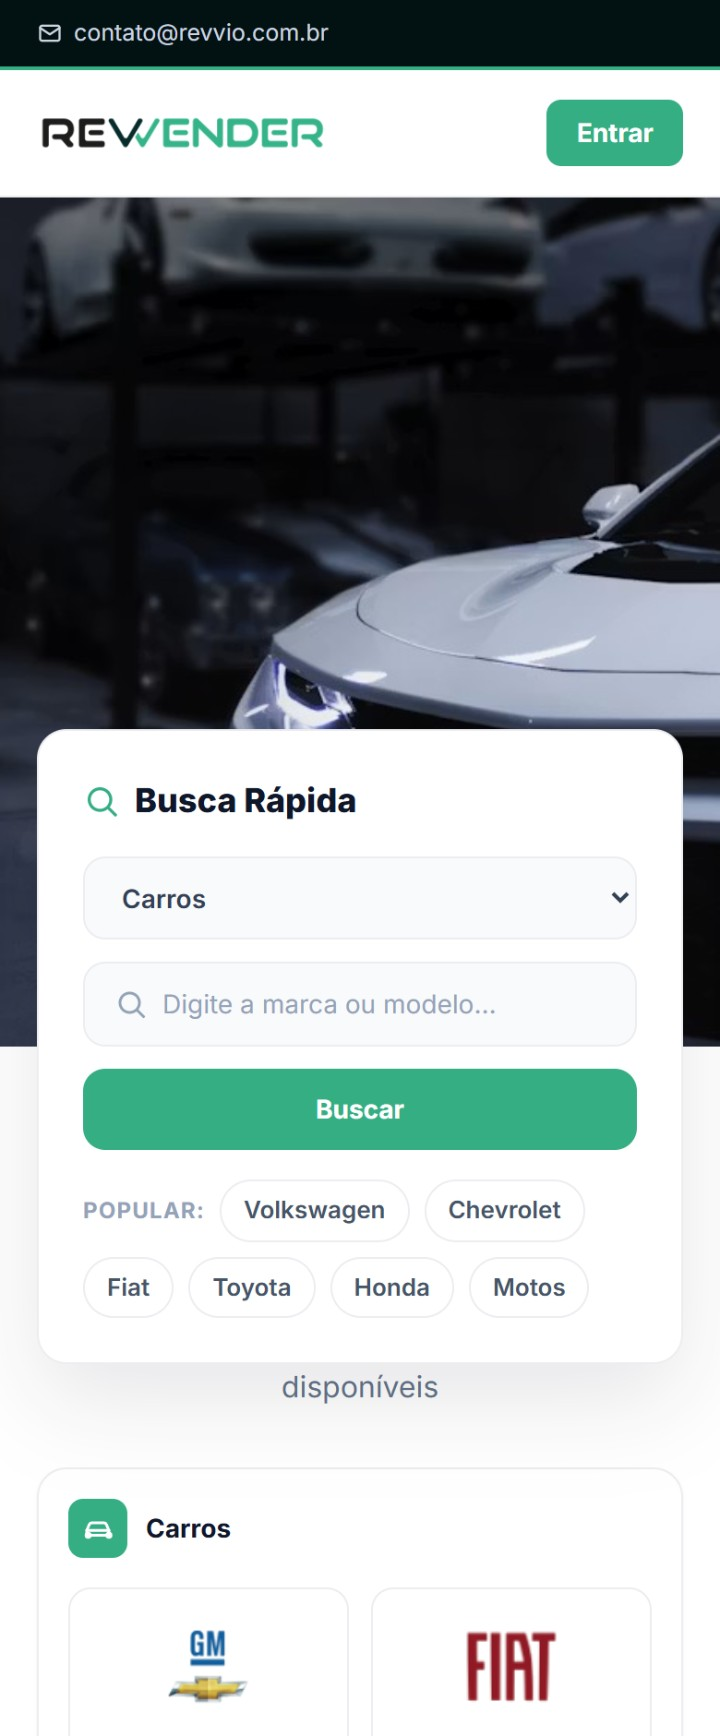 contato@revvio.com.br
REVVENDER
Entrar
Busca Rápida
Carros
Digite a marca ou modelo...
Buscar
POPULAR: Volkswagen Chevrolet
Fiat Toyota Honda Motos
disponíveis
Carros
GM FIAT